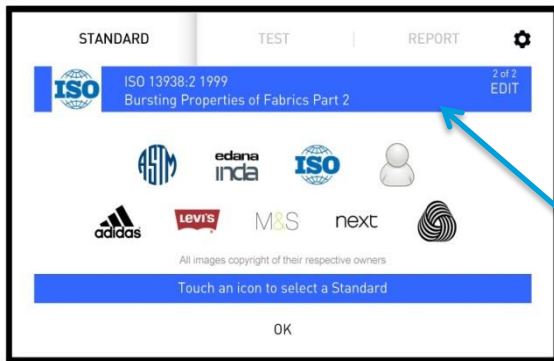 STANDARD TEST REPORT
ISO ISO 13938:2 1999 2 of 2
Bursting Properties of Fabrics Part 2 EDIT
ASTM edana ISO
inda
adidas LEVI'S M&S next
All images copyright of their respective owners
Touch an icon to select a Standard
OK